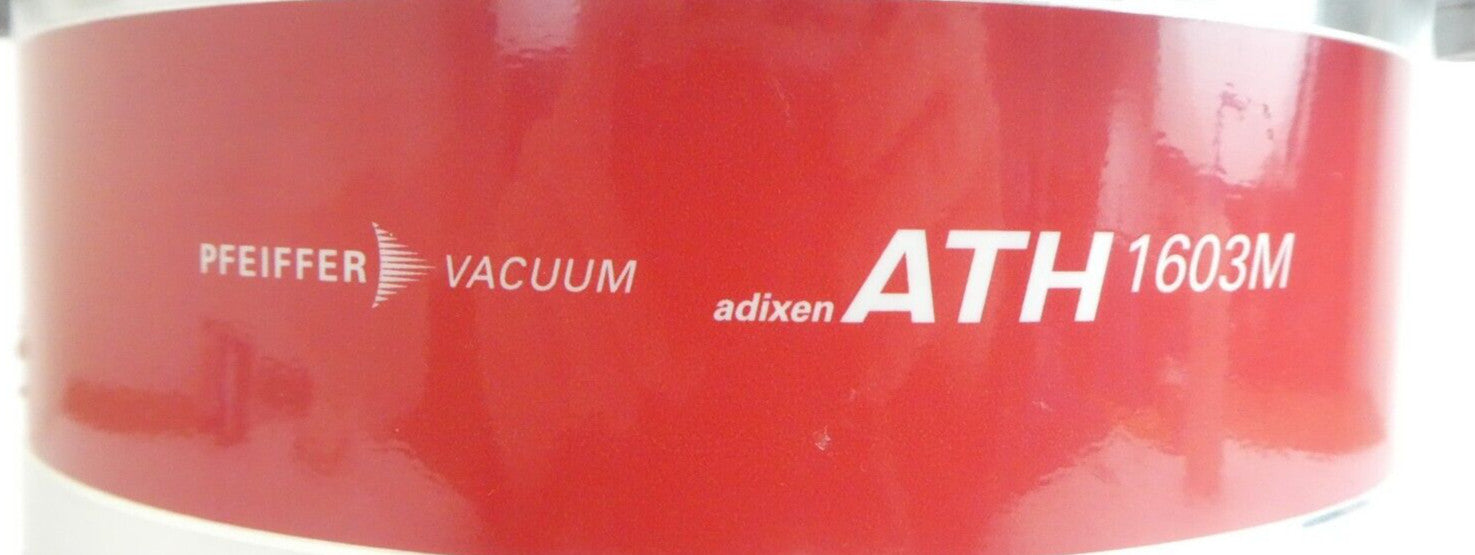 PFEIFFER VACUUM
adixen ATH 1603M